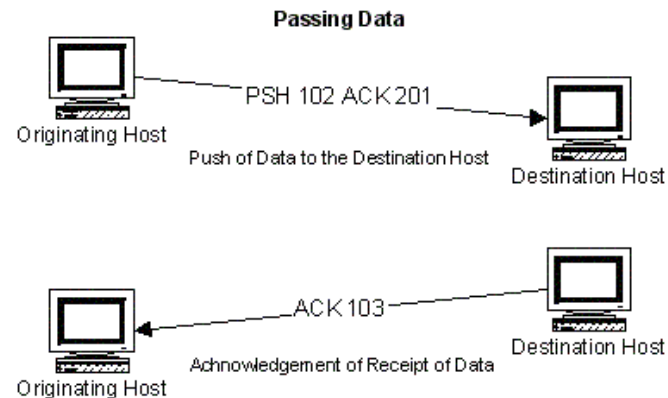 Passing Data
PSH 102 ACK 201
Originating Host
Push of Data to the Destination Host
Destination Host
ACK 103
Destination Host
Achnowledgement of Receipt of Data
Originating Host